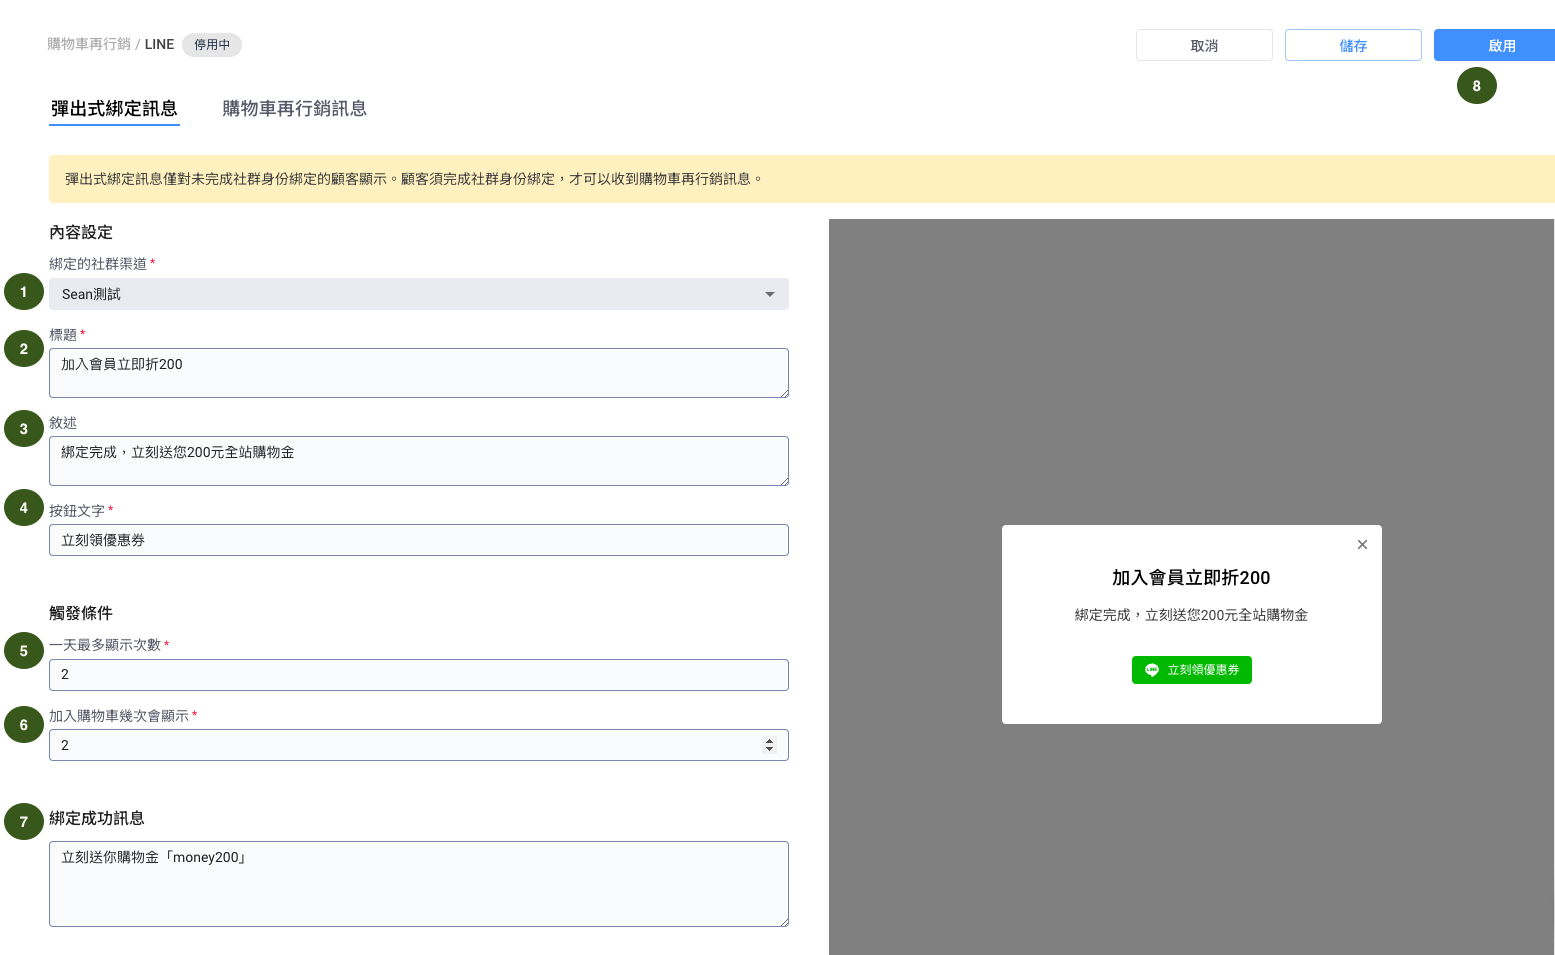 購物車再行銷 / LINE 停用中
取消 儲存 啟用
8
彈出式綁定訊息 購物車再行銷訊息
彈出式綁定訊息僅對未完成社群身份綁定的顧客顯示。顧客須完成社群身份綁定，才可以收到購物車再行銷訊息。
內容設定
綁定的社群渠道 *
1
Sean測試
標題 *
2
加入會員立即折200
敘述
3
綁定完成，立刻送您200元全站購物金
4
按鈕文字 *
立刻領優惠券
觸發條件
一天最多顯示次數 *
5
2
加入購物車幾次會顯示 *
6
2
綁定成功訊息
7
立刻送你購物金「money200」
×
加入會員立即折200
綁定完成，立刻送您200元全站購物金
LINE 立刻領優惠券